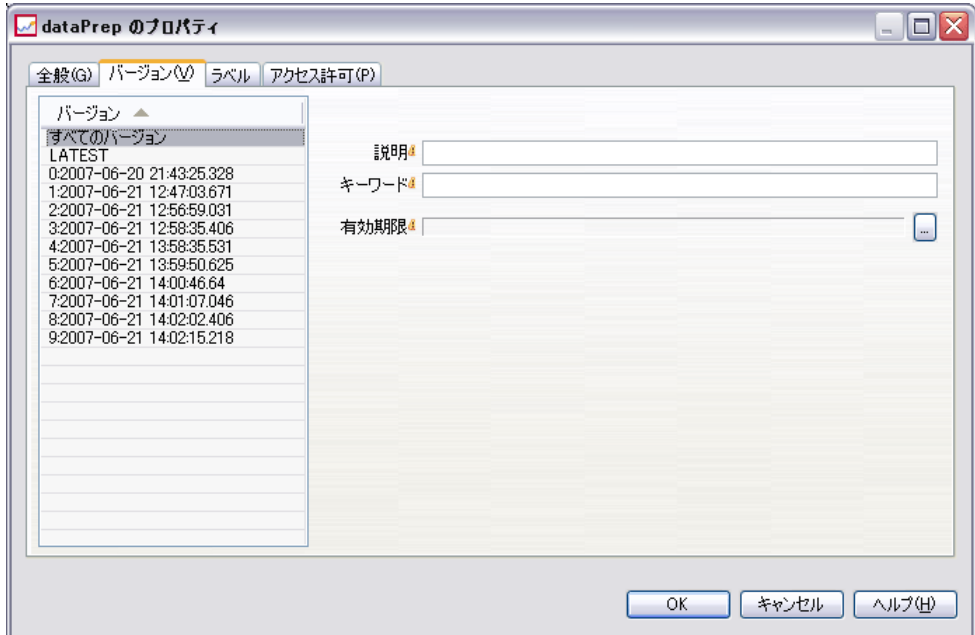 dataPrep のプロパティ
全般(G) バージョン(V) ラベル アクセス許可(P)
バージョン
すべてのバージョン
LATEST
0:2007-06-20 21:43:25.328
1:2007-06-21 12:47:03.671
2:2007-06-21 12:56:59.031
3:2007-06-21 12:58:35.406
4:2007-06-21 13:58:35.531
5:2007-06-21 13:59:50.625
6:2007-06-21 14:00:46.64
7:2007-06-21 14:01:07.046
8:2007-06-21 14:02:02.406
9:2007-06-21 14:02:15.218
説明
キーワード
有効期限
...
OK キャンセル ヘルプ(H)